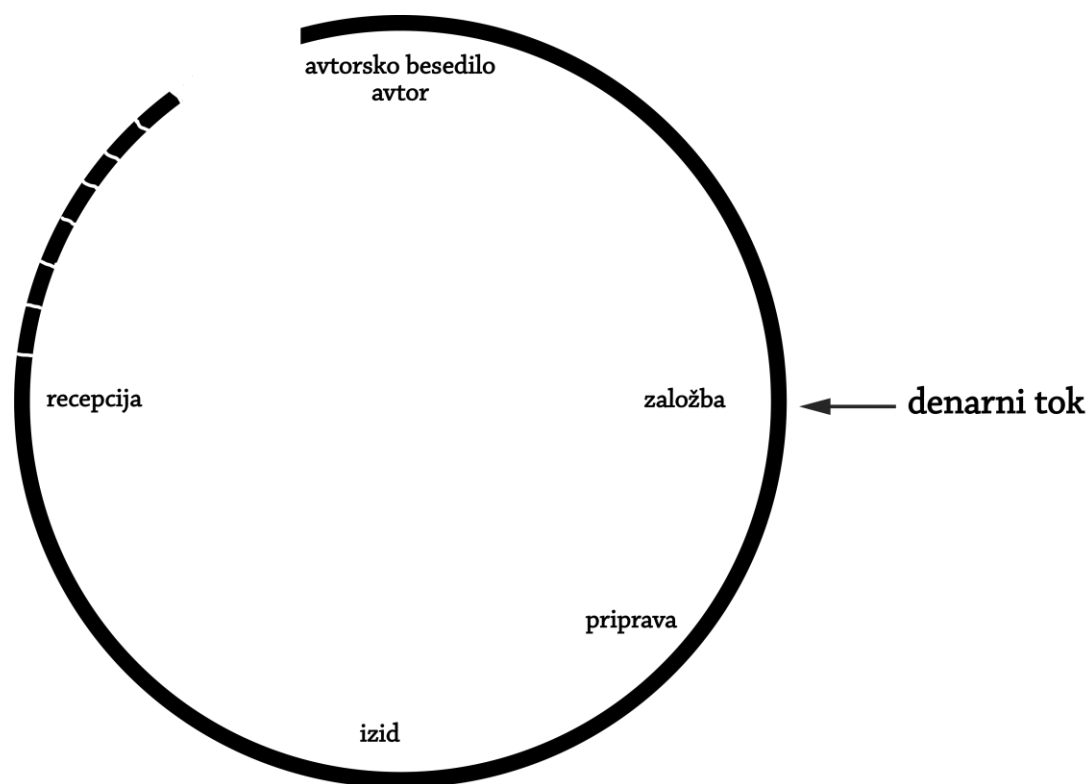 avtorsko besedilo
avtor
recepcija
založba
denarni tok
priprava
izid